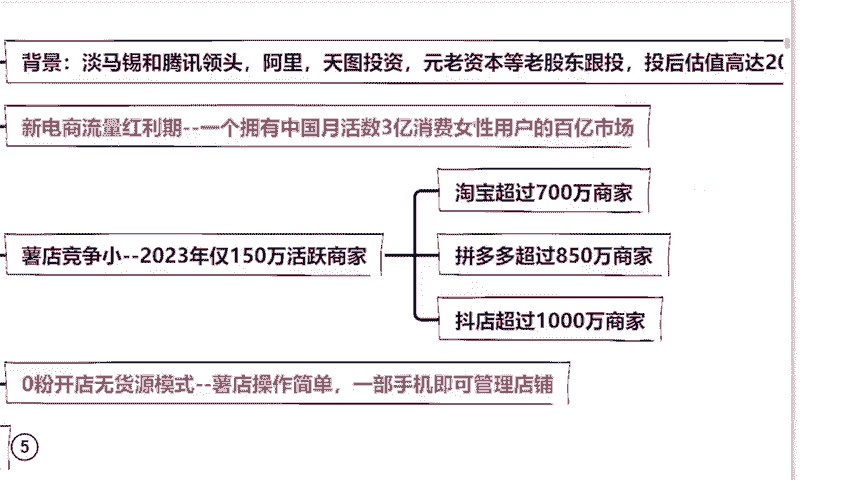 背景：淡马锡和腾讯领头，阿里，天图投资，元老资本等老股东跟投，投后估值高达20
新电商流量红利期--一个拥有中国月活数3亿消费女性用户的百亿市场
淘宝超过700万商家
薯店竞争小--2023年仅150万活跃商家
拼多多超过850万商家
抖店超过1000万商家
0粉开店无货源模式--薯店操作简单，一部手机即可管理店铺
5